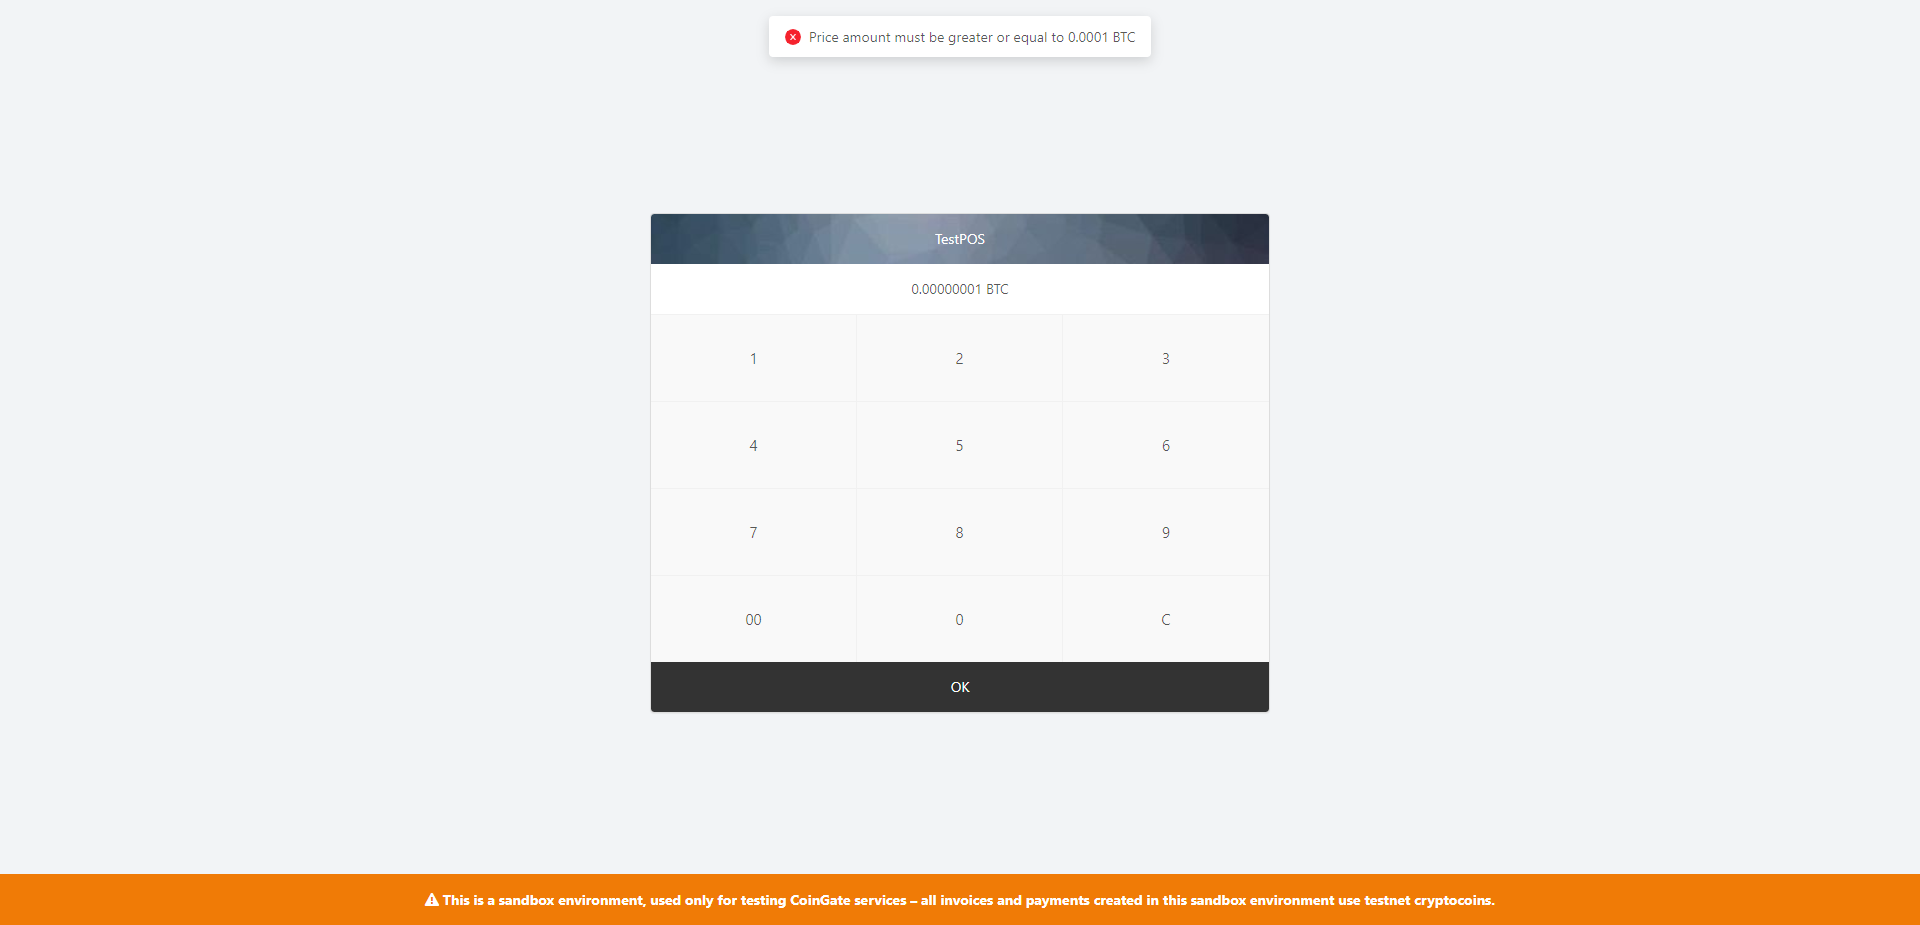 Price amount must be greater or equal to 0.0001 BTC
TestPOS
0.00000001 BTC
1 2 3
4 5 6
7 8 9
00 0 C
OK
This is a sandbox environment, used only for testing CoinGate services – all invoices and payments created in this sandbox environment use testnet cryptocoins.